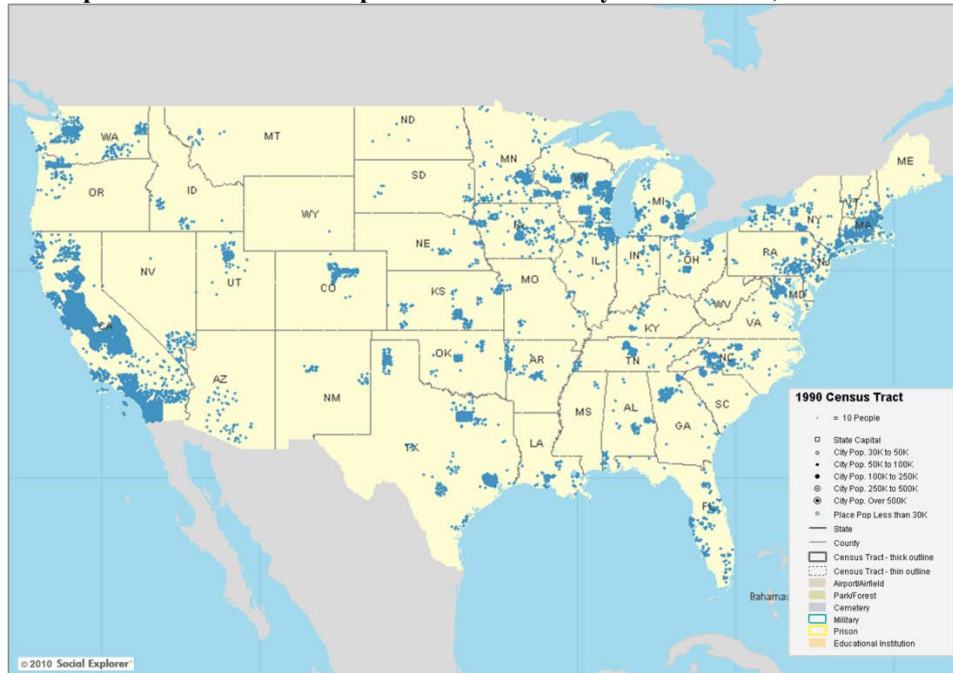 WA
MT
ND
MN
ME
OR
ID
SD
WI
MI
VT
NY
MA
WY
NE
PA
NJ
NV
UT
CO
IL
IN
OH
KS
MO
WV
MD
CA
KY
VA
AZ
NM
OK
AR
TN
NC
SC
MS
AL
GA
TX
LA
FL
Bahamas
1990 Census Tract
= 10 People
State Capital
City Pop. 30K to 50K
City Pop. 50K to 100K
City Pop. 100K to 250K
City Pop. 250K to 500K
City Pop. Over 500K
Place Pop Less than 30K
State
County
Census Tract - thick outline
Census Tract - thin outline
Airport/Airfield
Park/Forest
Cemetery
Military
Prison
Educational Institution
© 2010 Social Explorer